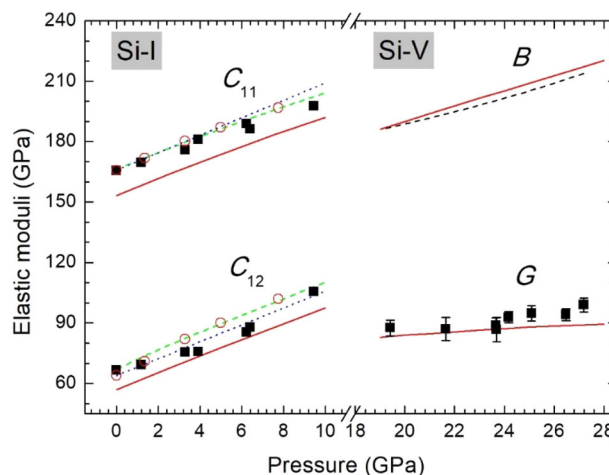 240
210
180
150
120
90
60
Elastic moduli (GPa)
Si-I
Si-V
C11
B
C12
G
0 2 4 6 8 10 18 20 22 24 26 28
Pressure (GPa)